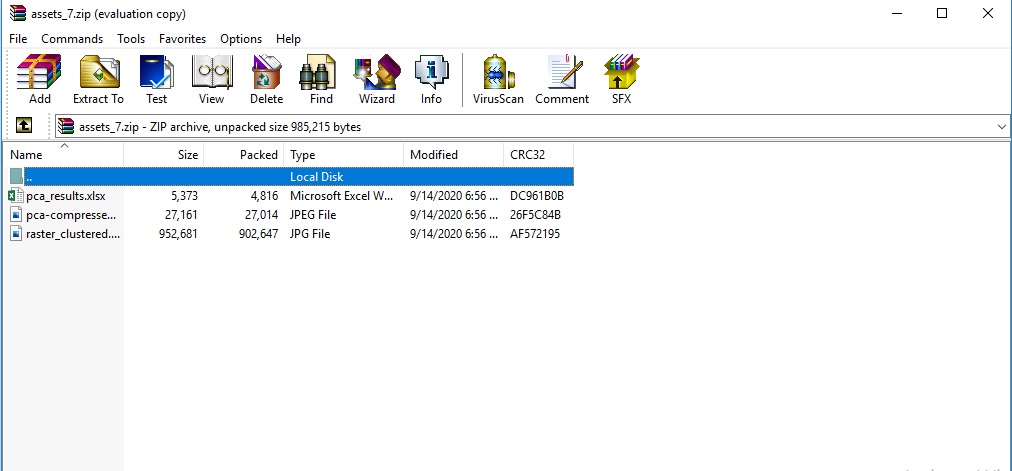 assets_7.zip (evaluation copy)
File Commands Tools Favorites Options Help
Add Extract To Test View Delete Find Wizard Info VirusScan Comment SFX
assets_7.zip - ZIP archive, unpacked size 985,215 bytes
Name Size Packed Type Modified CRC32
.. Local Disk
pca_results.xlsx 5,373 4,816 Microsoft Excel W... 9/14/2020 6:56 ... DC961B0B
pca-compresse... 27,161 27,014 JPEG File 9/14/2020 6:56 ... 26F5C84B
raster_clustered.... 952,681 902,647 JPG File 9/14/2020 6:56 ... AF572195